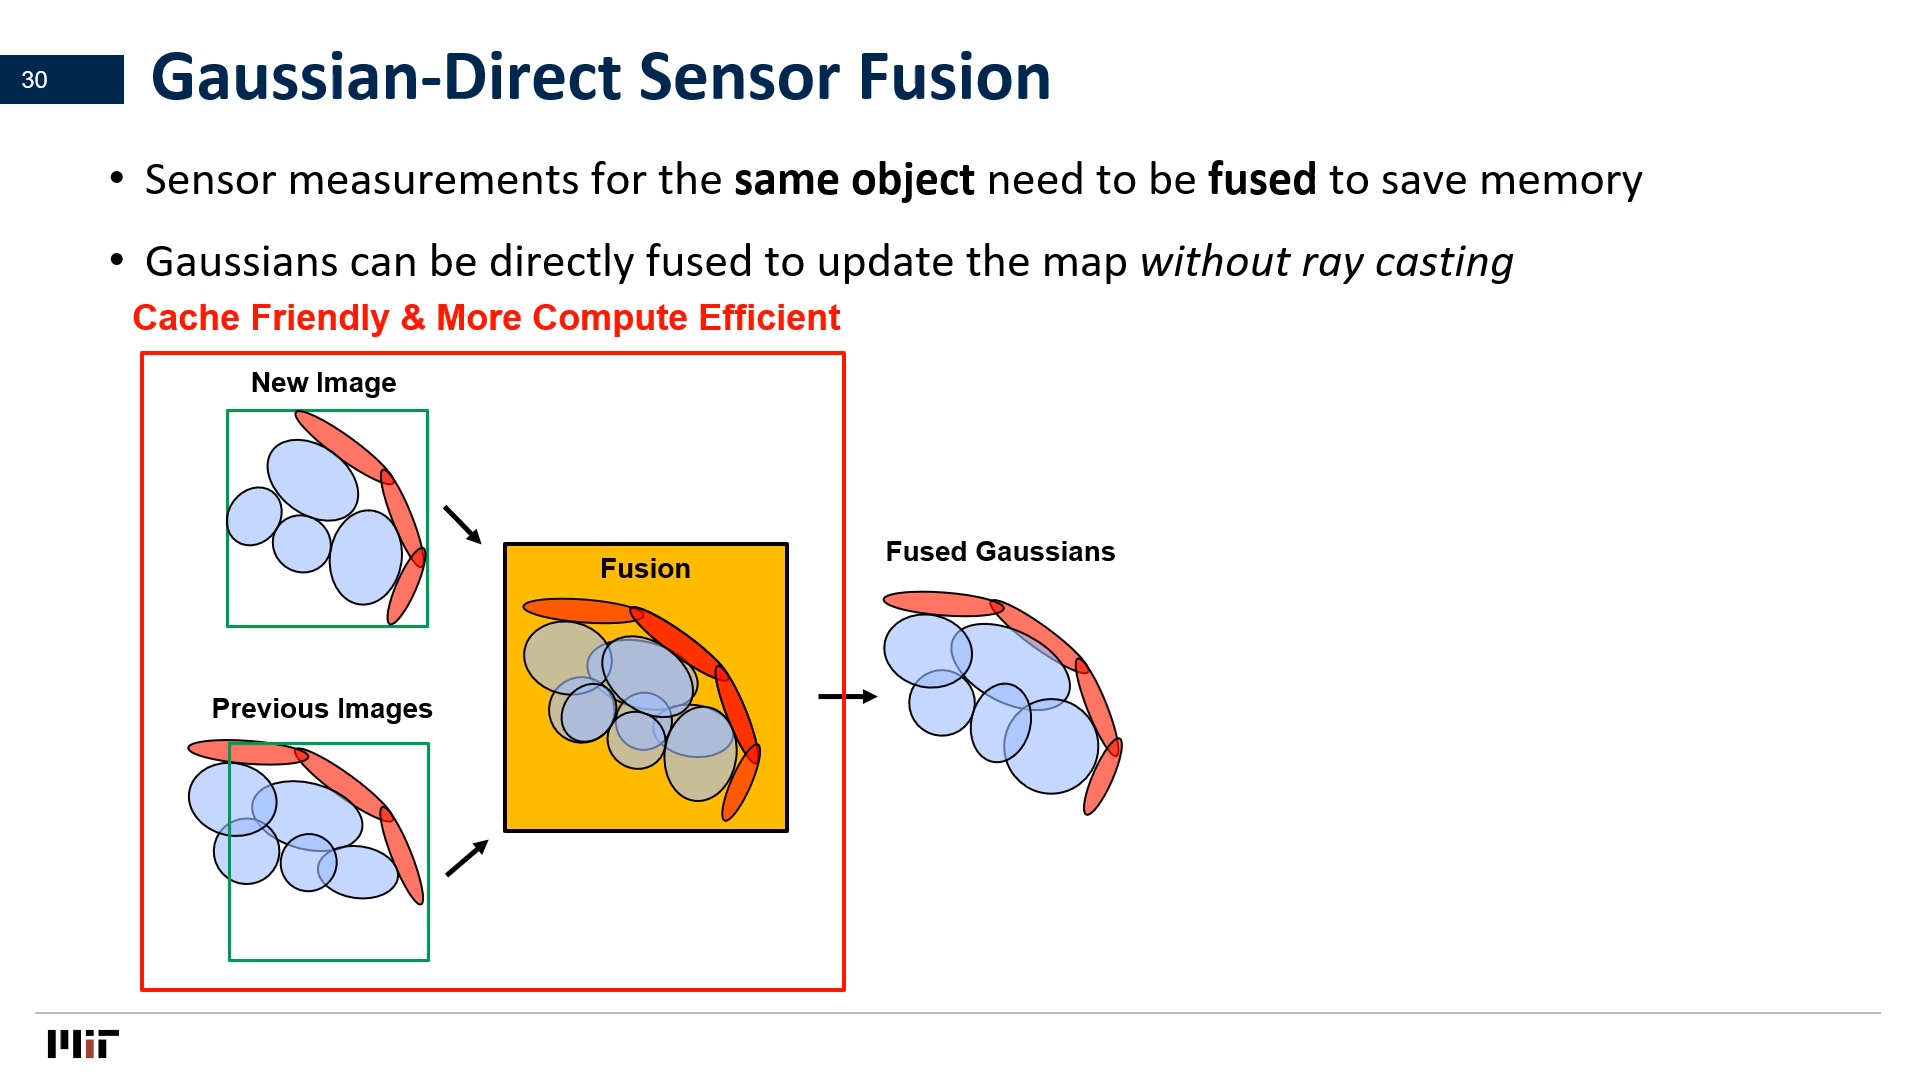 30
Gaussian-Direct Sensor Fusion
• Sensor measurements for the same object need to be fused to save memory
• Gaussians can be directly fused to update the map without ray casting
Cache Friendly & More Compute Efficient
New Image
Fusion
Fused Gaussians
Previous Images
MIT